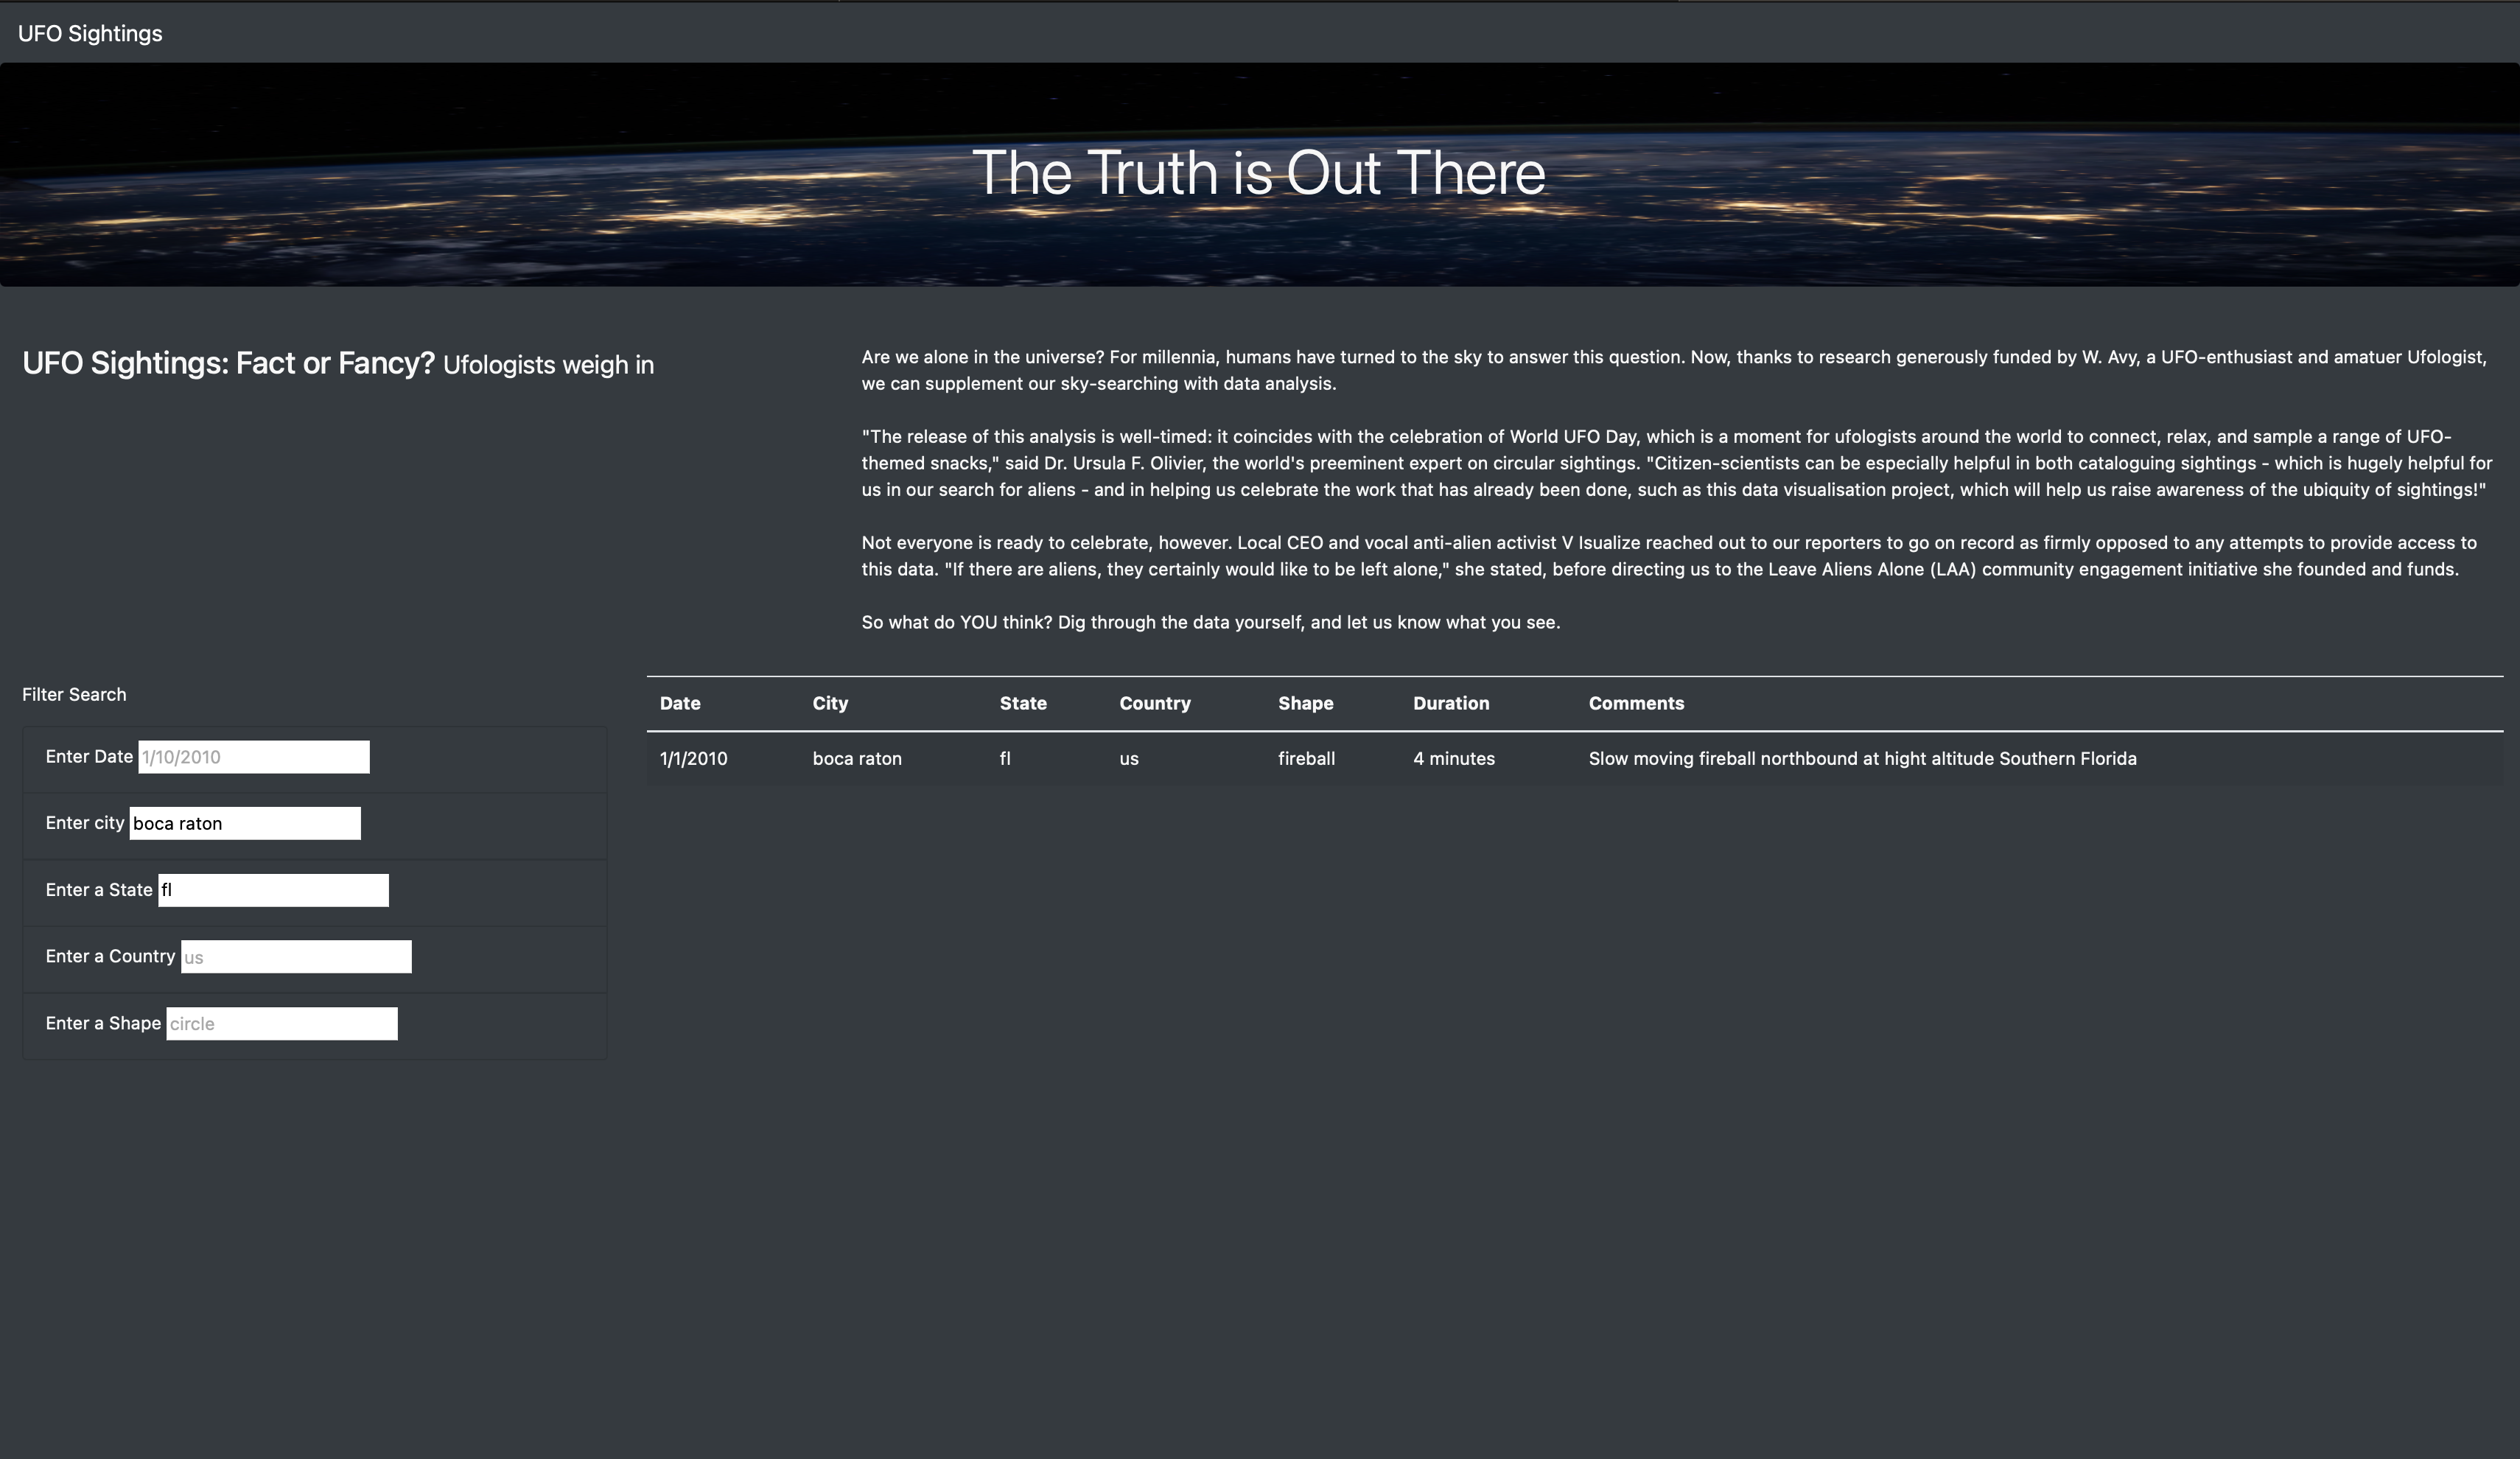 UFO Sightings
The Truth is Out There
UFO Sightings: Fact or Fancy? Ufologists weigh in
Are we alone in the universe? For millennia, humans have turned to the sky to answer this question. Now, thanks to research generously funded by W. Avy, a UFO-enthusiast and amatuer Ufologist,
we can supplement our sky-searching with data analysis.
"The release of this analysis is well-timed: it coincides with the celebration of World UFO Day, which is a moment for ufologists around the world to connect, relax, and sample a range of UFO-
themed snacks," said Dr. Ursula F. Olivier, the world's preeminent expert on circular sightings. "Citizen-scientists can be especially helpful in both cataloguing sightings - which is hugely helpful for
us in our search for aliens - and in helping us celebrate the work that has already been done, such as this data visualisation project, which will help us raise awareness of the ubiquity of sightings!"
Not everyone is ready to celebrate, however. Local CEO and vocal anti-alien activist V Isualize reached out to our reporters to go on record as firmly opposed to any attempts to provide access to
this data. "If there are aliens, they certainly would like to be left alone," she stated, before directing us to the Leave Aliens Alone (LAA) community engagement initiative she founded and funds.
So what do YOU think? Dig through the data yourself, and let us know what you see.
Filter Search
Enter Date 1/10/2010
Enter city boca raton
Enter a State fl
Enter a Country us
Enter a Shape circle
Date City State Country Shape Duration Comments
1/1/2010 boca raton fl us fireball 4 minutes Slow moving fireball northbound at hight altitude Southern Florida